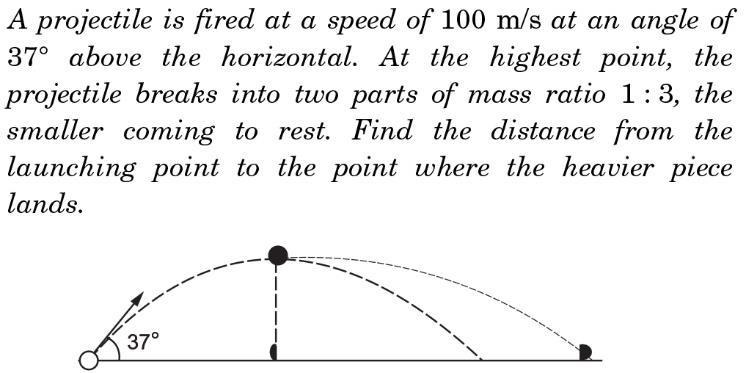 A projectile is fired at a speed of 100 m/s at an angle of
37° above the horizontal. At the highest point, the
projectile breaks into two parts of mass ratio 1 : 3, the
smaller coming to rest. Find the distance from the
launching point to the point where the heavier piece
lands.
37°